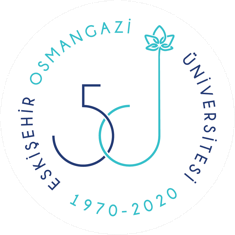 ESKİŞEHİR OSMANGAZİ ÜNİVERSİTESİ
50
1970-2020